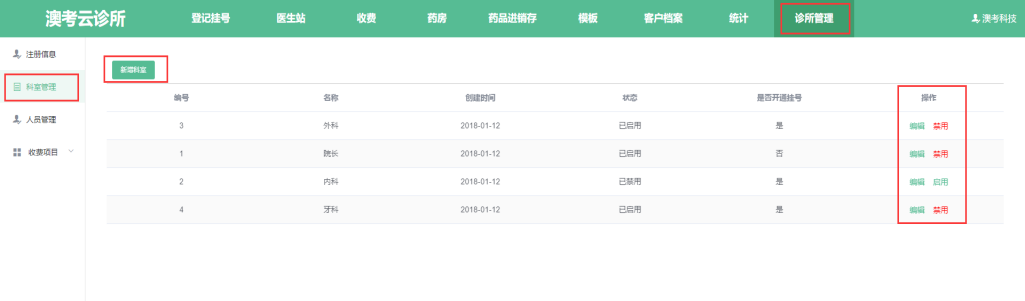 澳考云诊所 登记挂号 医生站 收费 药房 药品进销存 模板 客户档案 统计 诊所管理 澳考科技
注册信息
科室管理
人员管理
收费项目
新增科室
编号 名称 创建时间 状态 是否开通挂号 操作
3 外科 2018-01-12 已启用 是 编辑 禁用
1 院长 2018-01-12 已启用 否 编辑 禁用
2 内科 2018-01-12 已禁用 是 编辑 启用
4 牙科 2018-01-12 已启用 是 编辑 禁用